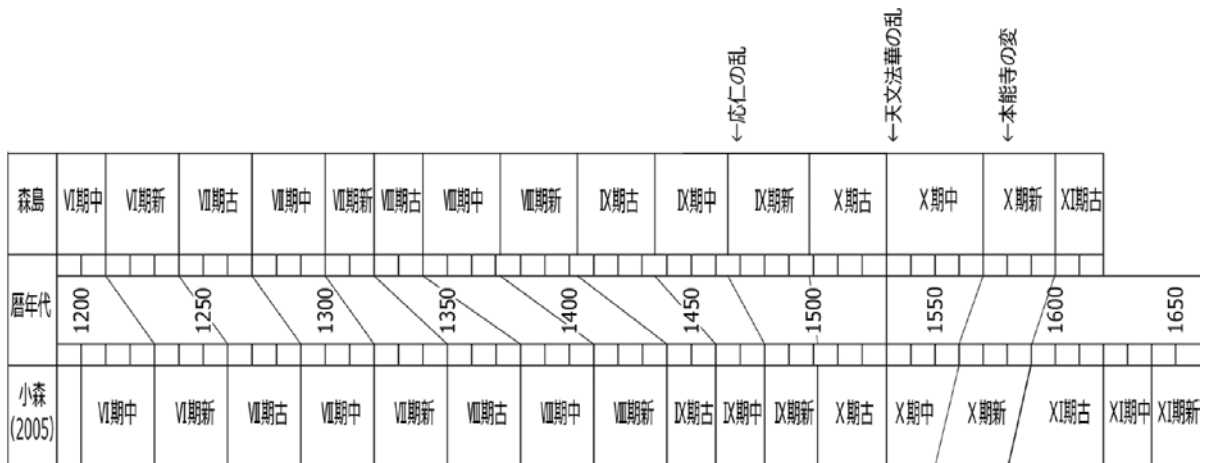 ←応仁の乱
←天文法華の乱
←本能寺の変
森島
Ⅵ期中
Ⅵ期新
Ⅶ期古
Ⅶ期中
Ⅶ期新
Ⅷ期古
Ⅷ期中
Ⅷ期新
Ⅸ期古
Ⅸ期中
Ⅸ期新
Ⅹ期古
Ⅹ期中
Ⅹ期新
Ⅺ期古
暦年代
1200
1250
1300
1350
1400
1450
1500
1550
1600
1650
小森
(2005)
Ⅵ期中
Ⅵ期新
Ⅶ期古
Ⅶ期中
Ⅶ期新
Ⅷ期古
Ⅷ期中
Ⅷ期新
Ⅸ期古
Ⅸ期中
Ⅸ期新
Ⅹ期古
Ⅹ期中
Ⅹ期新
Ⅺ期古
Ⅺ期中
Ⅺ期新